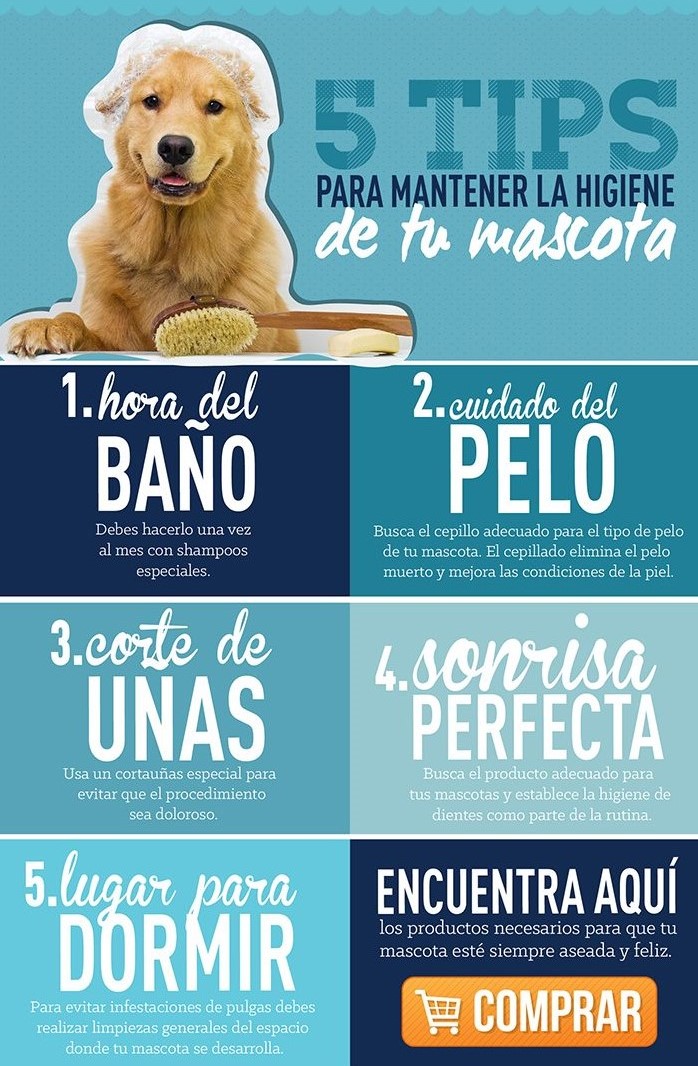 5 TIPS
PARA MANTENER LA HIGIENE
de tu mascota
1. hora del
BAÑO
Debes hacerlo una vez
al mes con shampoos
especiales.
2. cuidado del
PELO
Busca el cepillo adecuado para el tipo de pelo
de tu mascota. El cepillado elimina el pelo
muerto y mejora las condiciones de la piel.
3. corte de
UÑAS
Usa un cortauñas especial para
evitar que el procedimiento
sea doloroso.
4. sonrisa
PERFECTA
Busca el producto adecuado para
tus mascotas y establece la higiene de
dientes como parte de la rutina.
5. lugar para
DORMIR
Para evitar infestaciones de pulgas debes
realizar limpiezas generales del espacio
donde tu mascota se desarrolla.
ENCUENTRA AQUÍ
los productos necesarios para que tu
mascota esté siempre aseada y feliz.
COMPRAR